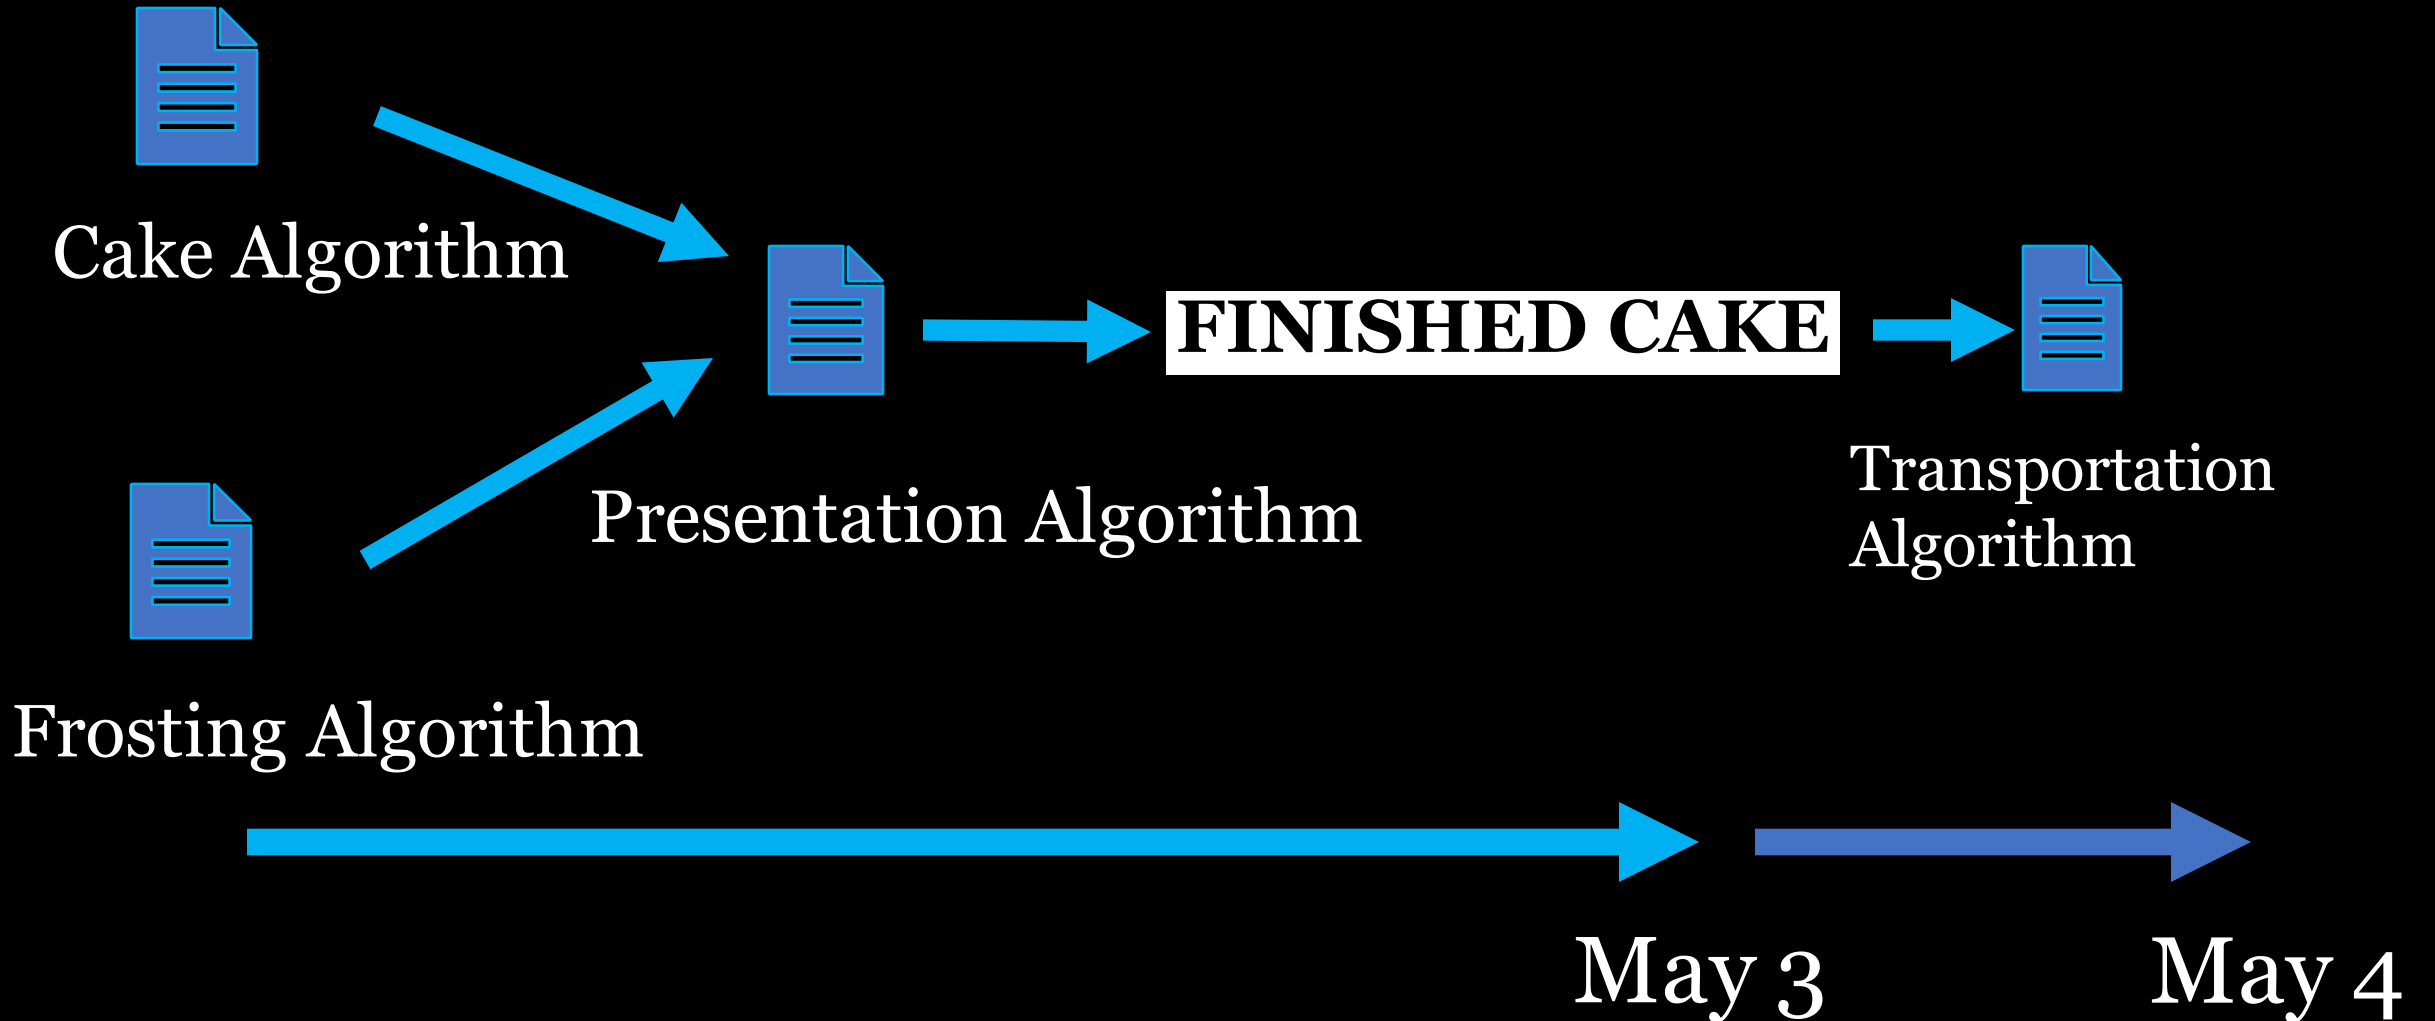 Cake Algorithm
FINISHED CAKE
Presentation Algorithm
Transportation
Algorithm
Frosting Algorithm
May 3
May 4